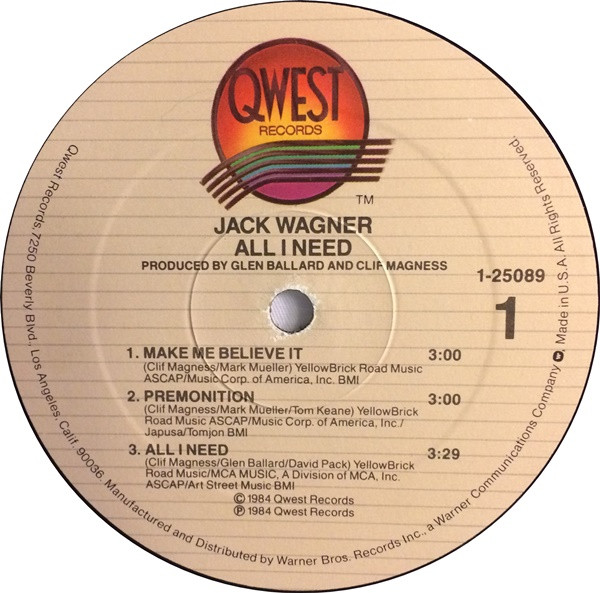 QWEST
RECORDS
TM
JACK WAGNER
ALL I NEED
PRODUCED BY GLEN BALLARD AND CLIF MAGNESS
1-25089
1
1. MAKE ME BELIEVE IT 3:00
(Clif Magness/Mark Mueller) YellowBrick Road Music
ASCAP/Music Corp. of America, Inc. BMI
2. PREMONITION 3:00
(Clif Magness/Mark Mueller/Tom Keane) YellowBrick
Road Music ASCAP/Music Corp. of America, Inc./
Japusa/Tomjon BMI
3. ALL I NEED 3:29
(Clif Magness/Glen Ballard/David Pack) YellowBrick
Road Music/MCA MUSIC, A Division of MCA, Inc.
ASCAP/Art Street Music BMI
© 1984 Qwest Records
℗ 1984 Qwest Records
Qwest Records, 7250 Beverly Blvd., Los Angeles, Calif. 90036. Manufactured and Distributed by Warner Bros. Records Inc., a Warner Communications Company Made in U.S.A. All Rights Reserved.